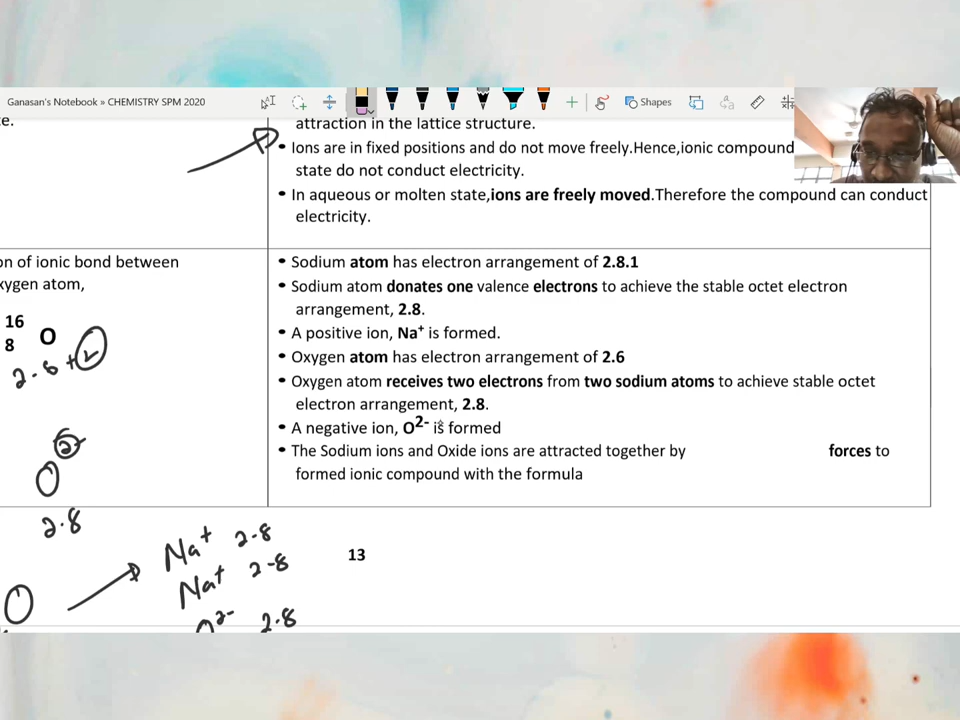 Ganasan's Notebook » CHEMISTRY SPM 2020
Shapes
te.
attraction in the lattice structure.
• Ions are in fixed positions and do not move freely.Hence,ionic compound
state do not conduct electricity.
• In aqueous or molten state,ions are freely moved.Therefore the compound can conduct
electricity.
on of ionic bond between
xygen atom,
16
8 O
2.6 + 2
O 2-
2.8
O
• Sodium atom has electron arrangement of 2.8.1
• Sodium atom donates one valence electrons to achieve the stable octet electron
arrangement, 2.8.
• A positive ion, Na⁺ is formed.
• Oxygen atom has electron arrangement of 2.6
• Oxygen atom receives two electrons from two sodium atoms to achieve stable octet
electron arrangement, 2.8.
• A negative ion, O²⁻ is formed
• The Sodium ions and Oxide ions are attracted together by forces to
formed ionic compound with the formula
Na⁺ 2.8
Na⁺ 2.8
O²⁻ 2.8
13